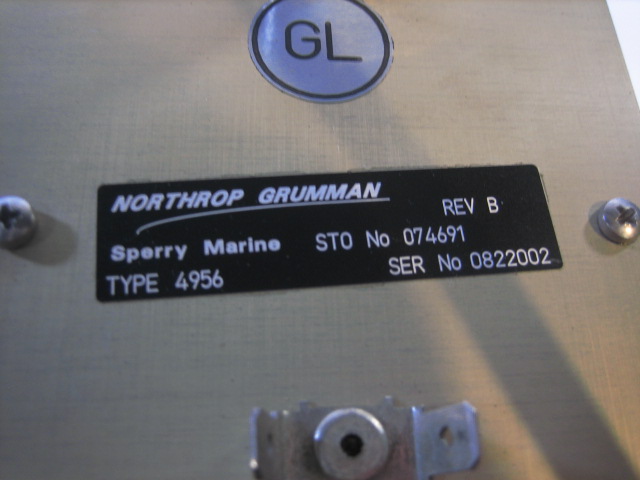 GL
NORTHROP GRUMMAN
REV B
Sperry Marine STO No 074691
TYPE 4956 SER No 0822002